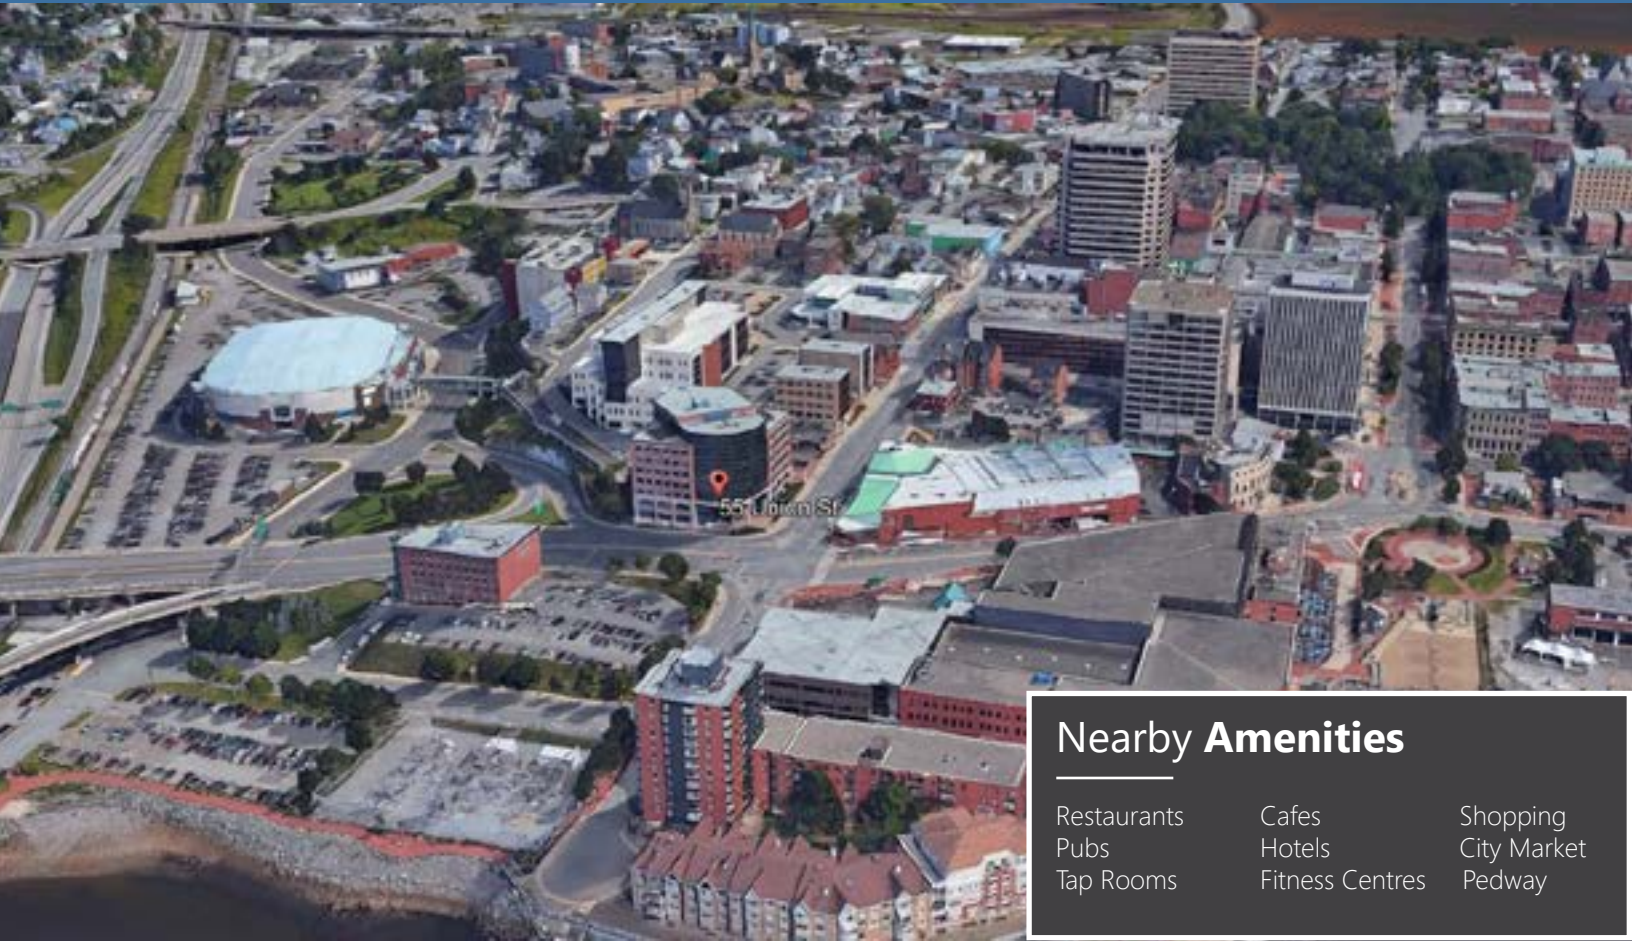 55 Union St
Nearby Amenities
Restaurants Cafes Shopping
Pubs Hotels City Market
Tap Rooms Fitness Centres Pedway